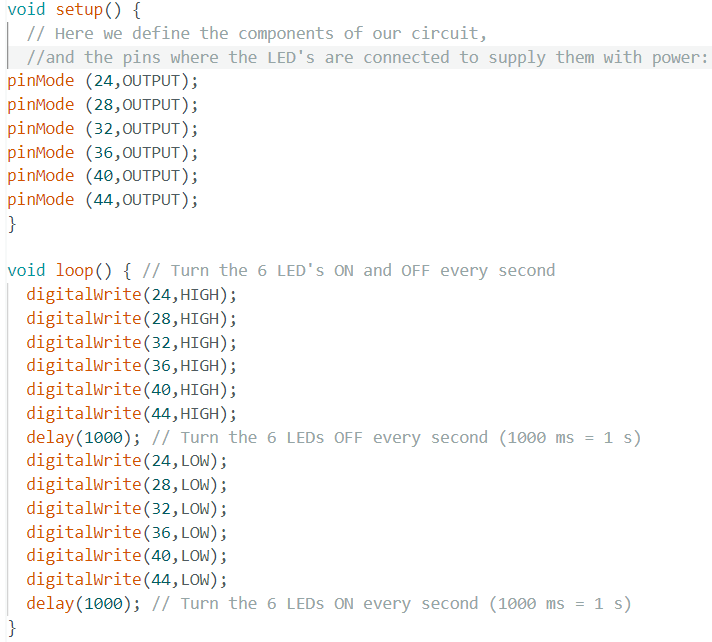 void setup() {
  // Here we define the components of our circuit,
  //and the pins where the LED's are connected to supply them with power:
pinMode (24,OUTPUT);
pinMode (28,OUTPUT);
pinMode (32,OUTPUT);
pinMode (36,OUTPUT);
pinMode (40,OUTPUT);
pinMode (44,OUTPUT);
}

void loop() { // Turn the 6 LED's ON and OFF every second
  digitalWrite(24,HIGH);
  digitalWrite(28,HIGH);
  digitalWrite(32,HIGH);
  digitalWrite(36,HIGH);
  digitalWrite(40,HIGH);
  digitalWrite(44,HIGH);
  delay(1000); // Turn the 6 LEDs OFF every second (1000 ms = 1 s)
  digitalWrite(24,LOW);
  digitalWrite(28,LOW);
  digitalWrite(32,LOW);
  digitalWrite(36,LOW);
  digitalWrite(40,LOW);
  digitalWrite(44,LOW);
  delay(1000); // Turn the 6 LEDs ON every second (1000 ms = 1 s)
}